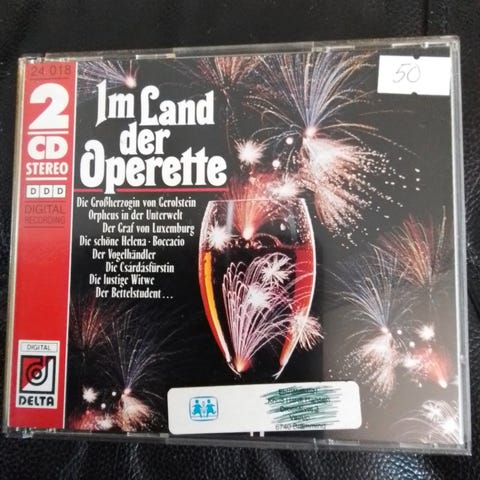 24 018
2
CD
STEREO
DDD
DIGITAL
RECORDING
Im Land
der
Operette
Die Großherzogin von Gerolstein
Orpheus in der Unterwelt
Der Graf von Luxemburg
Die schöne Helena · Boccacio
Der Vogelhändler
Die Csárdásfürstin
Die lustige Witwe
Der Bettelstudent...
50
DIGITAL
DELTA